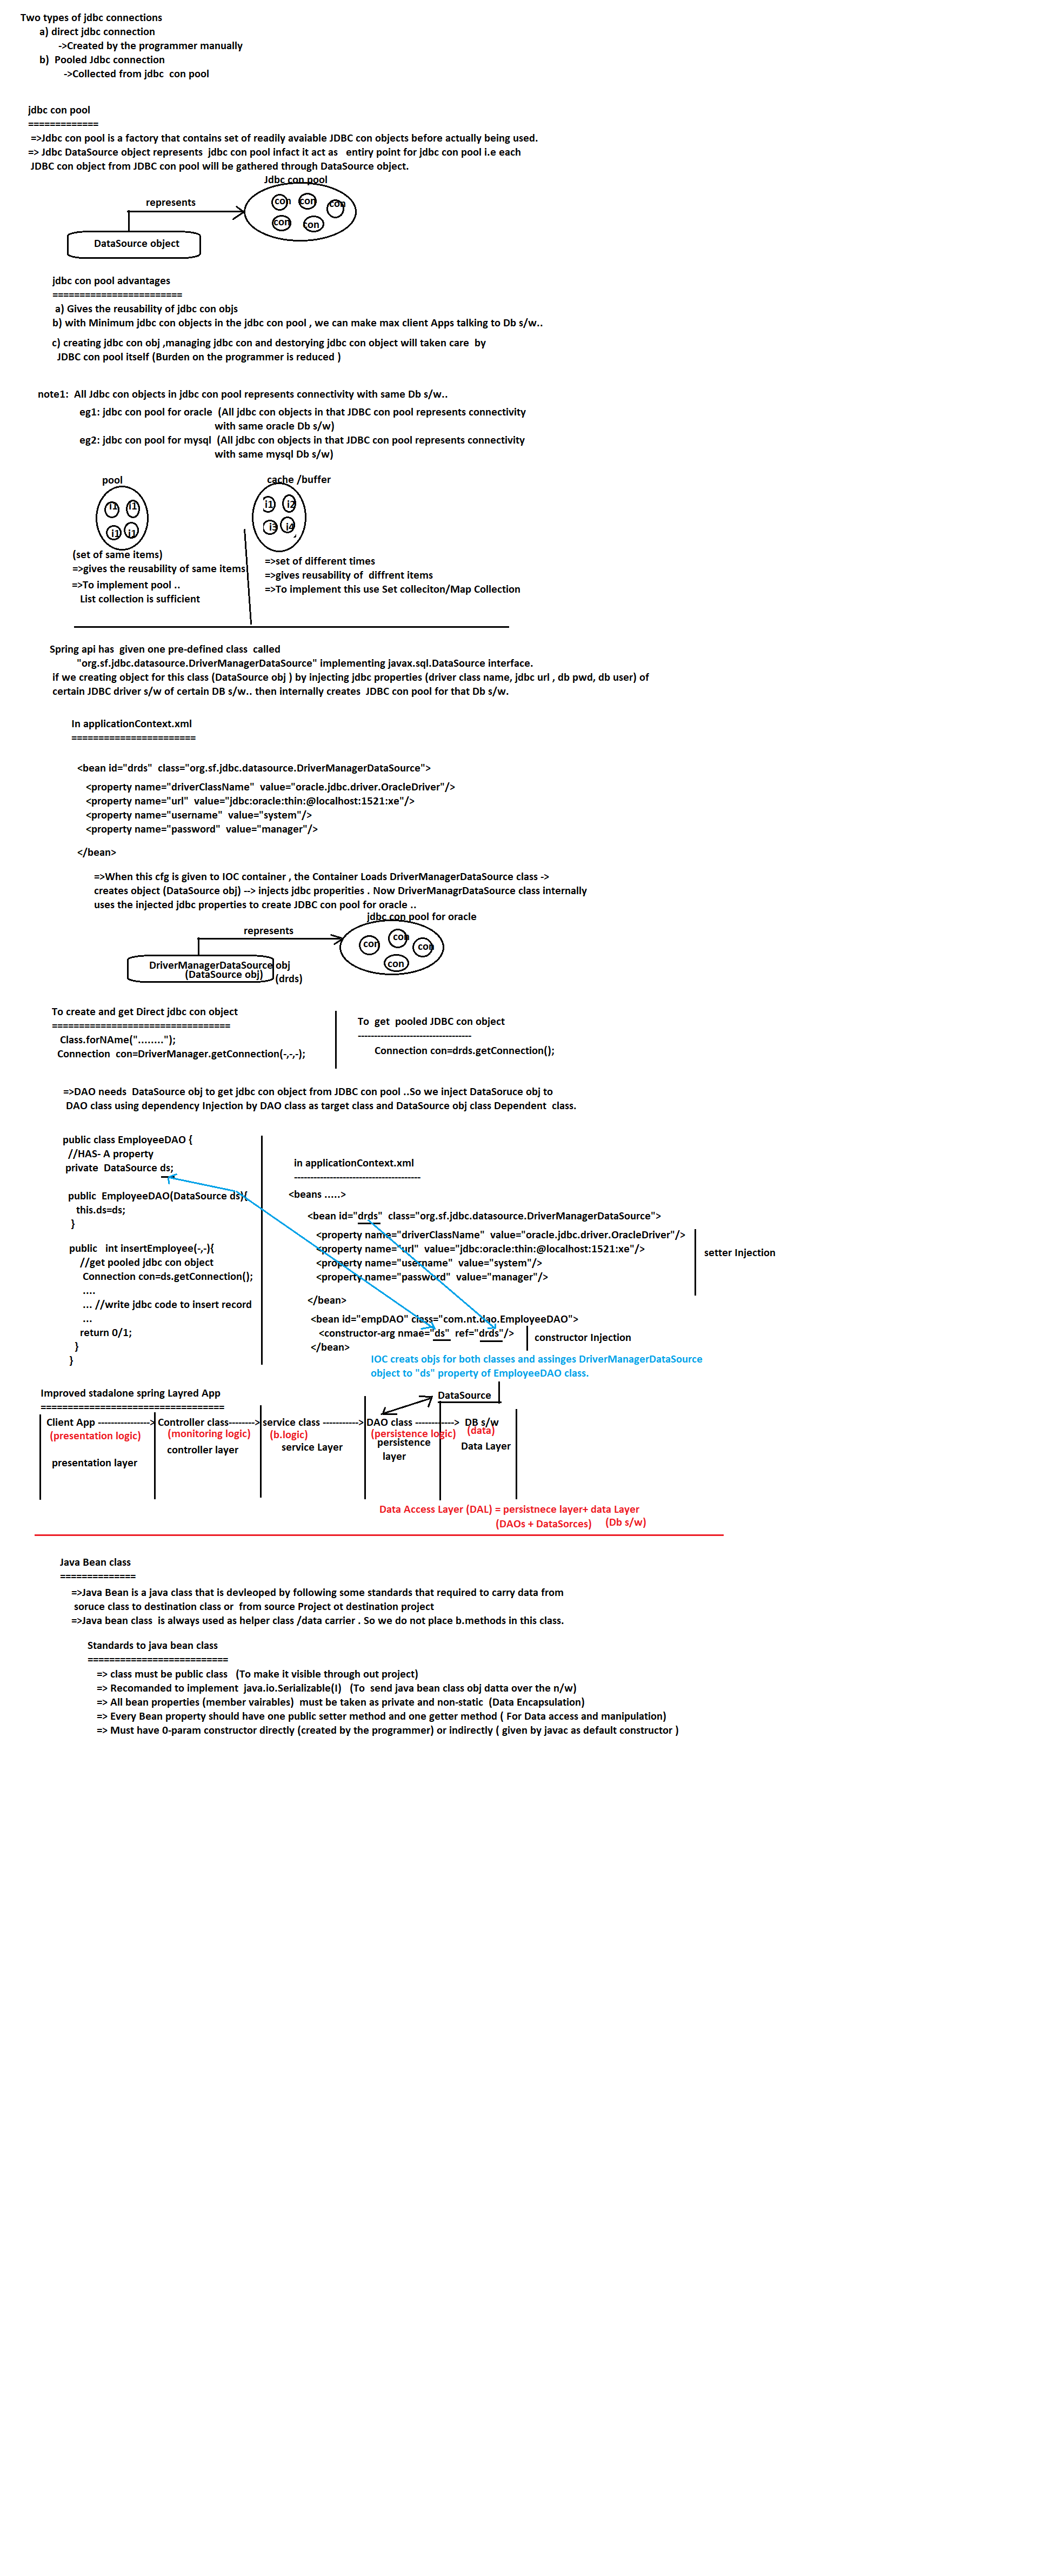 Two types of jdbc connections
a) direct jdbc connection
->Created by the programmer manually
b)  Pooled Jdbc connection
->Collected from jdbc  con pool
jdbc con pool
=============
=>Jdbc con pool is a factory that contains set of readily avaiable JDBC con objects before actually being used.
=> Jdbc DataSource object represents  jdbc con pool infact it act as   entiry point for jdbc con pool i.e each
JDBC con object from JDBC con pool will be gathered through DataSource object.
Jdbc con pool
represents
con con con
con con
DataSource object
jdbc con pool advantages
========================
a) Gives the reusability of jdbc con objs
b) with Minimum jdbc con objects in the jdbc con pool , we can make max client Apps talking to Db s/w..
c) creating jdbc con obj ,managing jdbc con and destorying jdbc con object will taken care  by
JDBC con pool itself (Burden on the programmer is reduced )
note1:  All Jdbc con objects in jdbc con pool represents connectivity with same Db s/w..
eg1: jdbc con pool for oracle  (All jdbc con objects in that JDBC con pool represents connectivity
with same oracle Db s/w)
eg2: jdbc con pool for mysql  (All jdbc con objects in that JDBC con pool represents connectivity
with same mysql Db s/w)
pool
i1 i1
i1 i1
(set of same items)
=>gives the reusability of same items
=>To implement pool ..
List collection is sufficient
cache /buffer
i1 i2
i3 i4
=>set of different times
=>gives reusability of  diffrent items
=>To implement this use Set colleciton/Map Collection
Spring api has  given one pre-defined class  called
"org.sf.jdbc.datasource.DriverManagerDataSource" implementing javax.sql.DataSource interface.
if we creating object for this class (DataSource obj ) by injecting jdbc properties (driver class name, jdbc url , db pwd, db user) of
certain JDBC driver s/w of certain DB s/w.. then internally creates  JDBC con pool for that Db s/w.
In applicationContext.xml
=======================
<bean id="drds"  class="org.sf.jdbc.datasource.DriverManagerDataSource">
<property name="driverClassName"  value="oracle.jdbc.driver.OracleDriver"/>
<property name="url"  value="jdbc:oracle:thin:@localhost:1521:xe"/>
<property name="username"  value="system"/>
<property name="password"  value="manager"/>
</bean>
=>When this cfg is given to IOC container , the Container Loads DriverManagerDataSource class ->
creates object (DataSource obj) --> injects jdbc properities . Now DriverManagrDataSource class internally
uses the injected jdbc properties to create JDBC con pool for oracle ..
jdbc con pool for oracle
represents
con con con
con
DriverManagerDataSource obj
(DataSource obj)
(drds)
To create and get Direct jdbc con object
=================================
Class.forNAme("........");
Connection  con=DriverManager.getConnection(-,-,-);
To  get  pooled JDBC con object
-----------------------------------
Connection con=drds.getConnection();
=>DAO needs  DataSource obj to get jdbc con object from JDBC con pool ..So we inject DataSoruce obj to
DAO class using dependency Injection by DAO class as target class and DataSource obj class Dependent  class.
public class EmployeeDAO {
//HAS- A property
private  DataSource ds;
public  EmployeeDAO(DataSource ds){
this.ds=ds;
}
public   int insertEmployee(-,-){
//get pooled jdbc con object
Connection con=ds.getConnection();
....
... //write jdbc code to insert record
...
return 0/1;
}
}
in applicationContext.xml
---------------------------------------
<beans .....>
<bean id="drds"  class="org.sf.jdbc.datasource.DriverManagerDataSource">
<property name="driverClassName"  value="oracle.jdbc.driver.OracleDriver"/>
<property name="url"  value="jdbc:oracle:thin:@localhost:1521:xe"/>
<property name="username"  value="system"/>
<property name="password"  value="manager"/>
</bean>
setter Injection
<bean id="empDAO" class="com.nt.dao.EmployeeDAO">
<constructor-arg nmae="ds"  ref="drds"/>
</bean>
constructor Injection
IOC creats objs for both classes and assinges DriverManagerDataSource
object to "ds" property of EmployeeDAO class.
Improved stadalone spring Layred App
==================================
DataSource
Client App ----------------> Controller class--------> service class -----------> DAO class ------------>  DB s/w
(presentation logic) (monitoring logic) (b.logic) (persistence logic) (data)
presentation layer
controller layer
service Layer
persistence
layer
Data Layer
Data Access Layer (DAL) = persistnece layer+ data Layer
(DAOs + DataSorces) (Db s/w)
Java Bean class
==============
=>Java Bean is a java class that is devleoped by following some standards that required to carry data from
soruce class to destination class or  from source Project ot destination project
=>Java bean class  is always used as helper class /data carrier . So we do not place b.methods in this class.
Standards to java bean class
==========================
=> class must be public class   (To make it visible through out project)
=> Recomanded to implement  java.io.Serializable(I)   (To  send java bean class obj datta over the n/w)
=> All bean properties (member vairables)  must be taken as private and non-static  (Data Encapsulation)
=> Every Bean property should have one public setter method and one getter method ( For Data access and manipulation)
=> Must have 0-param constructor directly (created by the programmer) or indirectly ( given by javac as default constructor )